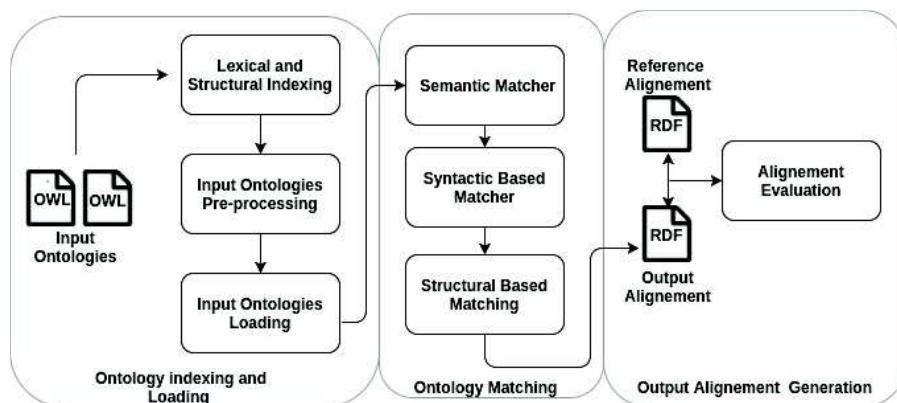 Lexical and
Structural Indexing
Input Ontologies
Pre-processing
Input Ontologies
Loading
OWL
OWL
Input
Ontologies
Ontology indexing and
Loading
Semantic Matcher
Syntactic Based
Matcher
Structural Based
Matching
Ontology Matching
Reference
Alignement
RDF
RDF
Output
Alignement
Alignement
Evaluation
Output Alignement Generation